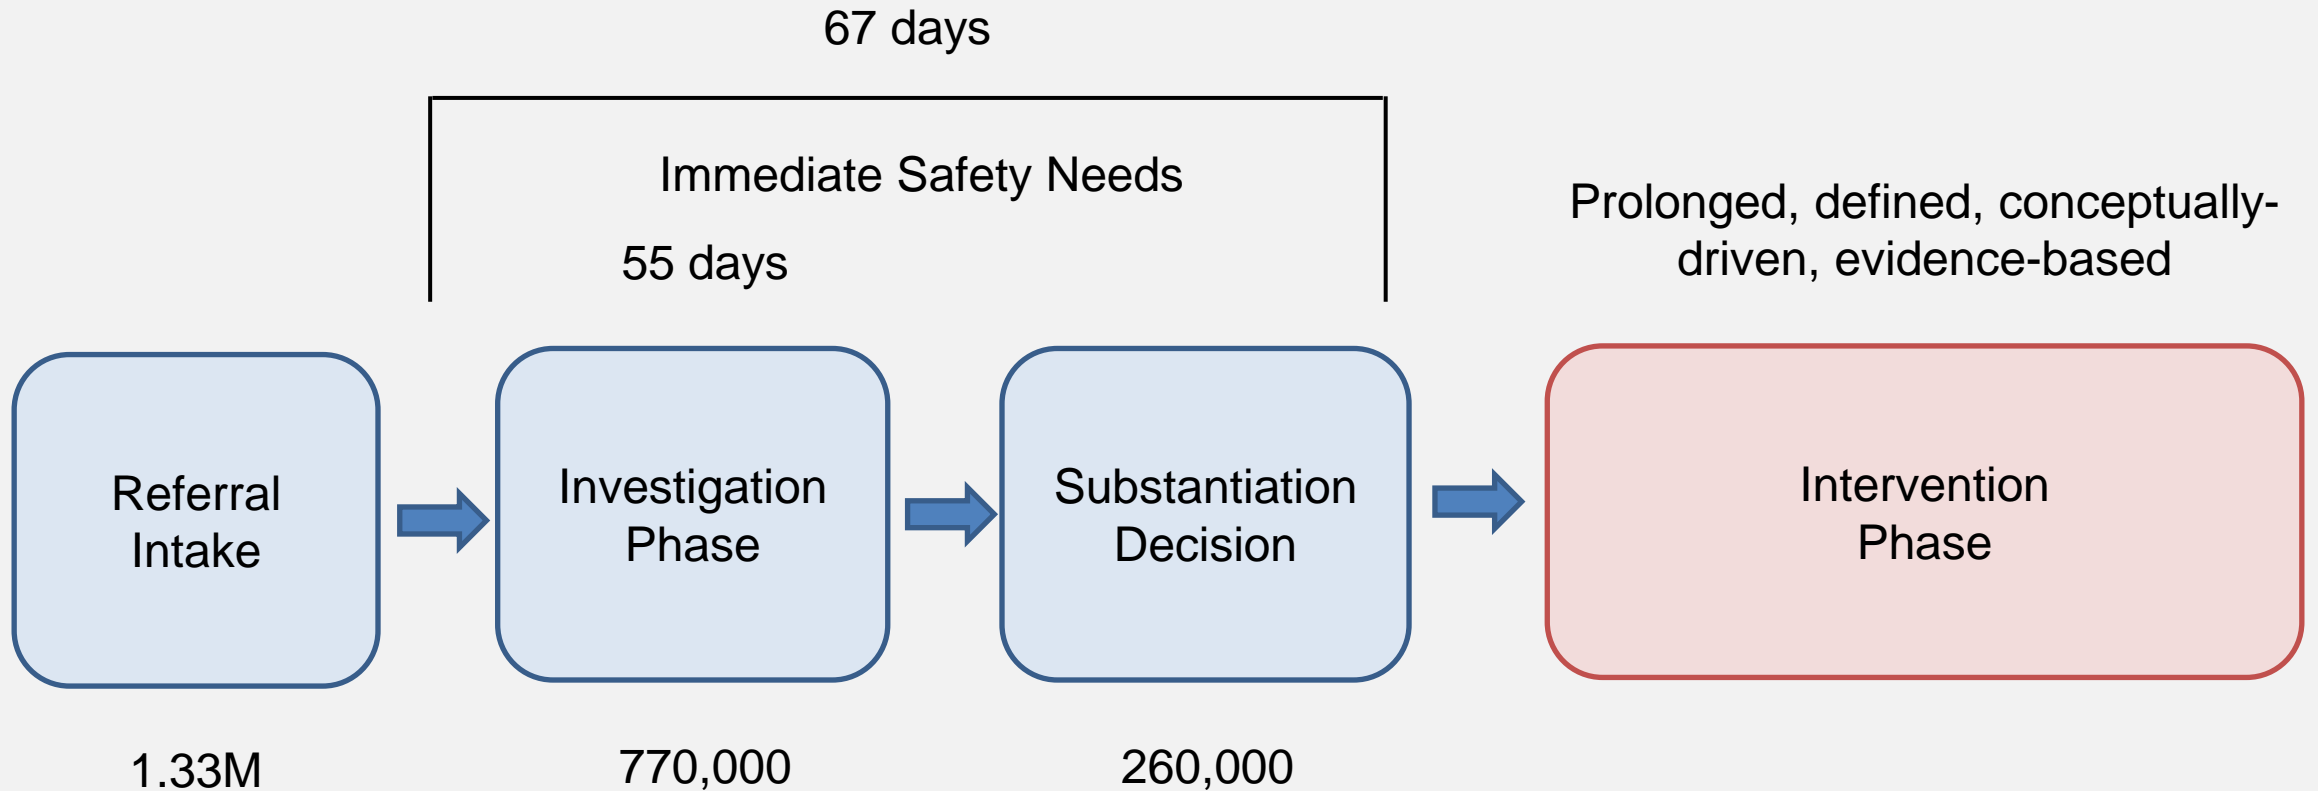 67 days
Immediate Safety Needs
55 days
Prolonged, defined, conceptually-
driven, evidence-based
Referral
Intake
Investigation
Phase
Substantiation
Decision
Intervention
Phase
1.33M
770,000
260,000